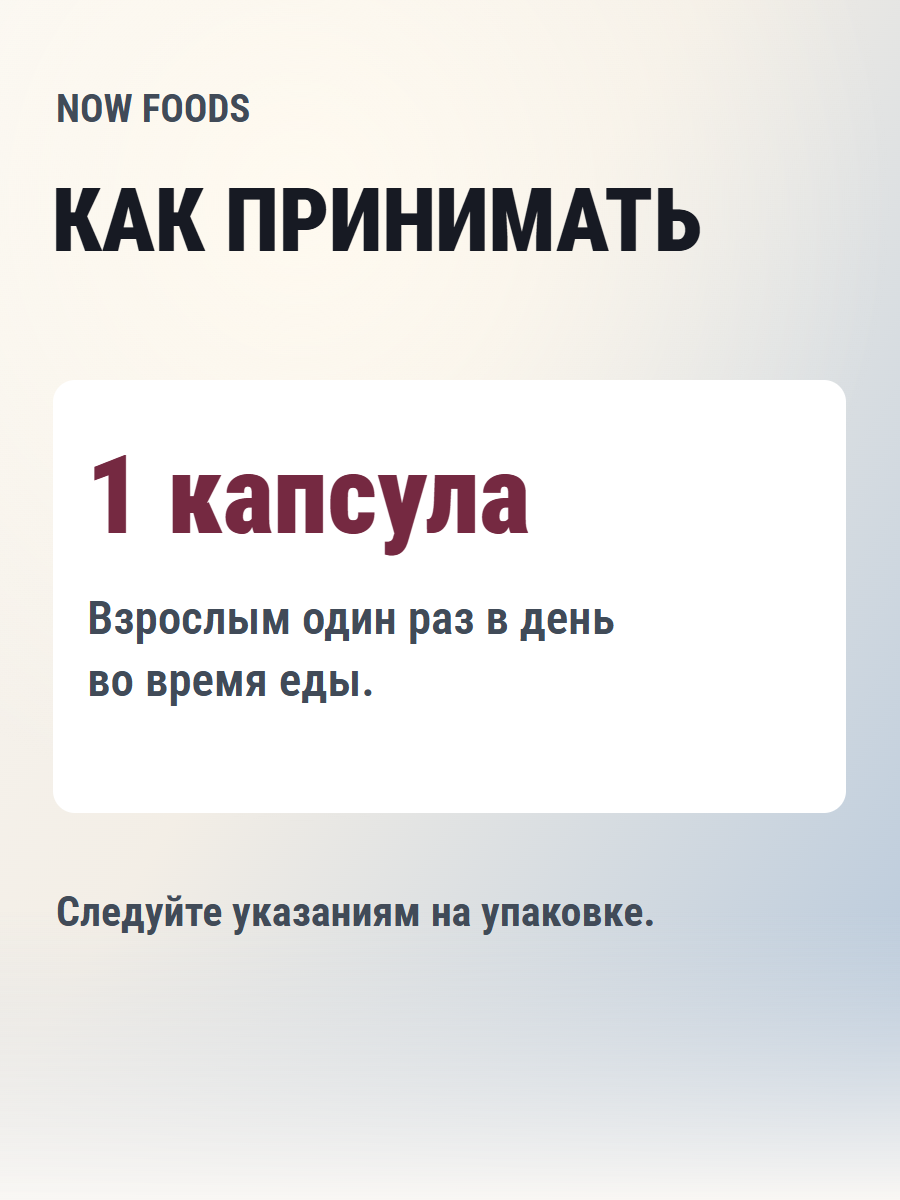 NOW FOODS
КАК ПРИНИМАТЬ
1 капсула
Взрослым один раз в день
во время еды.
Следуйте указаниям на упаковке.